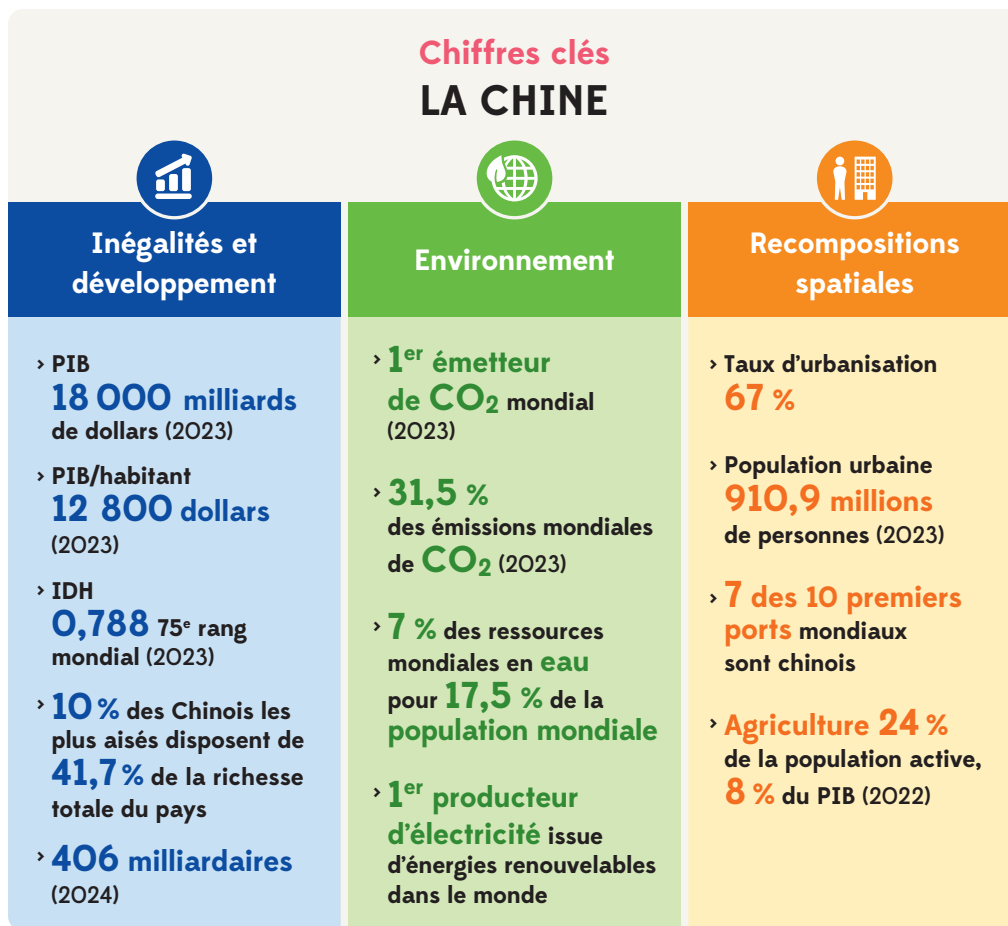 Chiffres clés
LA CHINE
Inégalités et
développement
› PIB
18 000 milliards
de dollars (2023)
› PIB/habitant
12 800 dollars
(2023)
› IDH
0,788 75e rang
mondial (2023)
› 10 % des Chinois les
plus aisés disposent de
41,7 % de la richesse
totale du pays
› 406 milliardaires
(2024)
Environnement
› 1er émetteur
de CO2 mondial
(2023)
› 31,5 %
des émissions mondiales
de CO2 (2023)
› 7 % des ressources
mondiales en eau
pour 17,5 % de la
population mondiale
› 1er producteur
d'électricité issue
d'énergies renouvelables
dans le monde
Recompositions
spatiales
› Taux d'urbanisation
67 %
› Population urbaine
910,9 millions
de personnes (2023)
› 7 des 10 premiers
ports mondiaux
sont chinois
› Agriculture 24 %
de la population active,
8 % du PIB (2022)